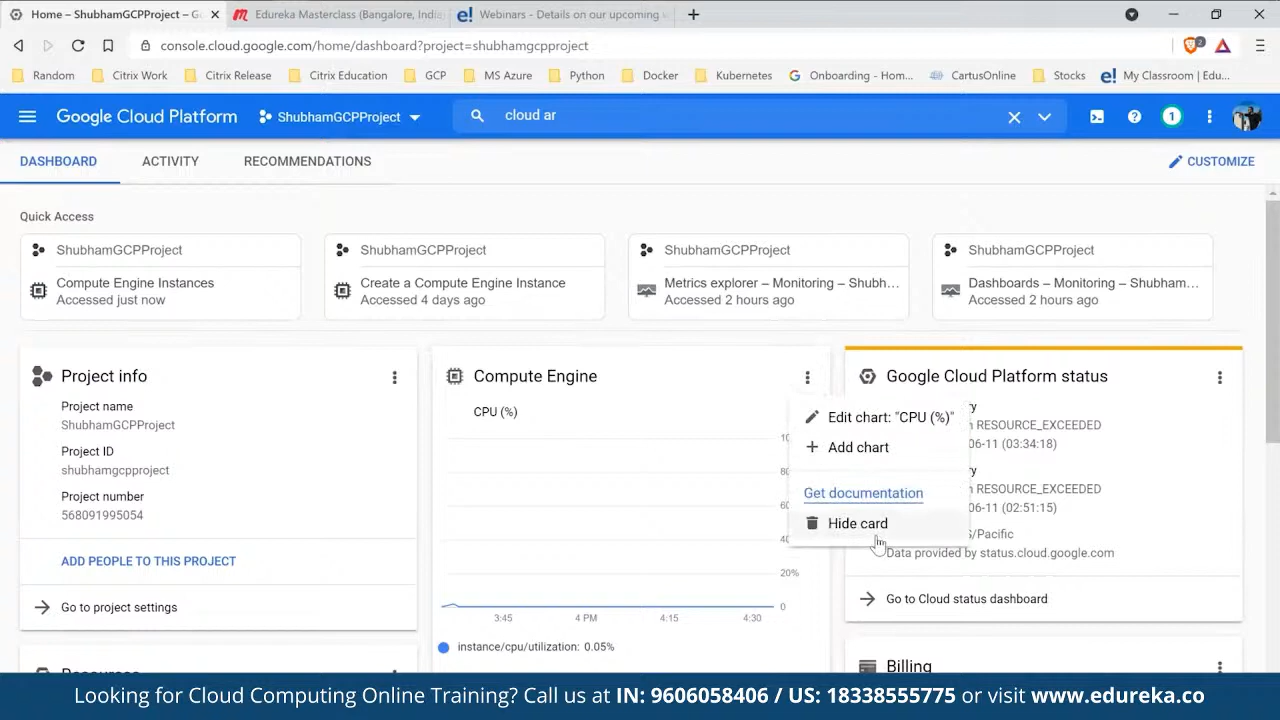 Home – ShubhamGCPProject – G
Edureka Masterclass (Bangalore, India
e! Webinars - Details on our upcoming
console.cloud.google.com/home/dashboard?project=shubhamgcpproject
2
Random
Citrix Work
Citrix Release
Citrix Education
GCP
MS Azure
Python
Docker
Kubernetes
Onboarding - Hom...
CartusOnline
Stocks
e! My Classroom | Edu...
Google Cloud Platform
ShubhamGCPProject
cloud ar
1
DASHBOARD
ACTIVITY
RECOMMENDATIONS
CUSTOMIZE
Quick Access
ShubhamGCPProject
Compute Engine Instances
Accessed just now
ShubhamGCPProject
Create a Compute Engine Instance
Accessed 4 days ago
ShubhamGCPProject
Metrics explorer – Monitoring – Shubh...
Accessed 2 hours ago
ShubhamGCPProject
Dashboards – Monitoring – Shubham...
Accessed 2 hours ago
Project info
Project name
ShubhamGCPProject
Project ID
shubhamgcpproject
Project number
568091995054
ADD PEOPLE TO THIS PROJECT
Go to project settings
Resources
Compute Engine
CPU (%)
20%
0
3:45
4 PM
4:15
4:30
instance/cpu/utilization: 0.05%
Edit chart: "CPU (%)"
Add chart
Get documentation
Hide card
Google Cloud Platform status
RESOURCE_EXCEEDED
06-11 (03:34:18)
RESOURCE_EXCEEDED
06-11 (02:51:15)
/Pacific
Data provided by status.cloud.google.com
Go to Cloud status dashboard
Billing
Looking for Cloud Computing Online Training? Call us at IN: 9606058406 / US: 18338555775 or visit www.edureka.co